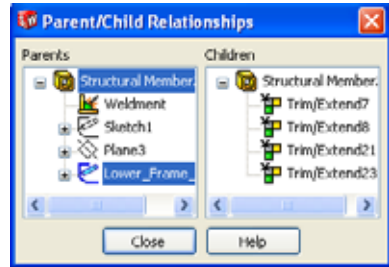 Parent/Child Relationships
Parents
Children
Structural Member.
Weldment
Sketch1
Plane3
Lower_Frame_
Structural Member.
Trim/Extend7
Trim/Extend8
Trim/Extend21
Trim/Extend23
Close
Help